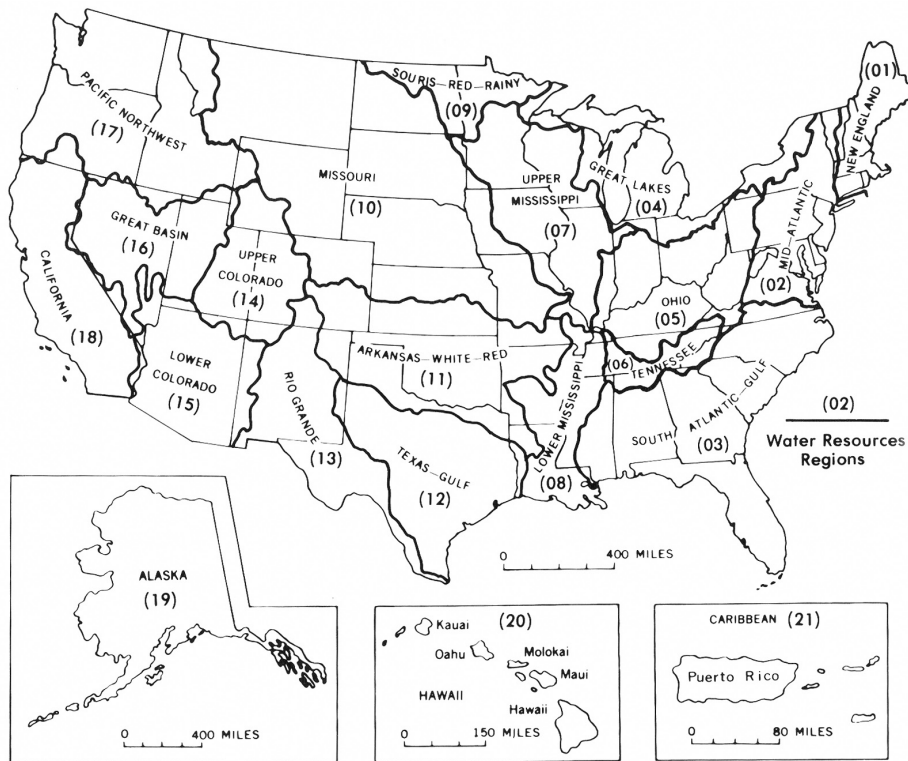 (01)
NEW ENGLAND
SOURIS-RED-RAINY
(09)
PACIFIC NORTHWEST
(17)
MISSOURI
(10)
UPPER
MISSISSIPPI
(07)
GREAT LAKES
(04)
MID-ATLANTIC
(02)
GREAT BASIN
(16)
UPPER
COLORADO
(14)
CALIFORNIA
(18)
OHIO
(05)
LOWER
COLORADO
(15)
ARKANSAS-WHITE-RED
(11)
(06)
TENNESSEE
RIO GRANDE
(13)
TEXAS-GULF
(12)
LOWER MISSISSIPPI
(08)
SOUTH ATLANTIC-GULF
(03)
(02)
Water Resources
Regions
0 400 MILES
ALASKA
(19)
0 400 MILES
Kauai
(20)
Oahu
Molokai
Maui
HAWAII
Hawaii
0 150 MILES
CARIBBEAN (21)
Puerto Rico
0 80 MILES